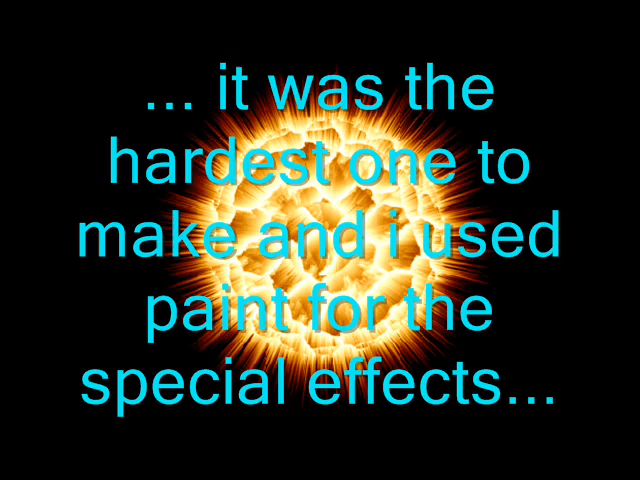 ... it was the
hardest one to
make and i used
paint for the
special effects...